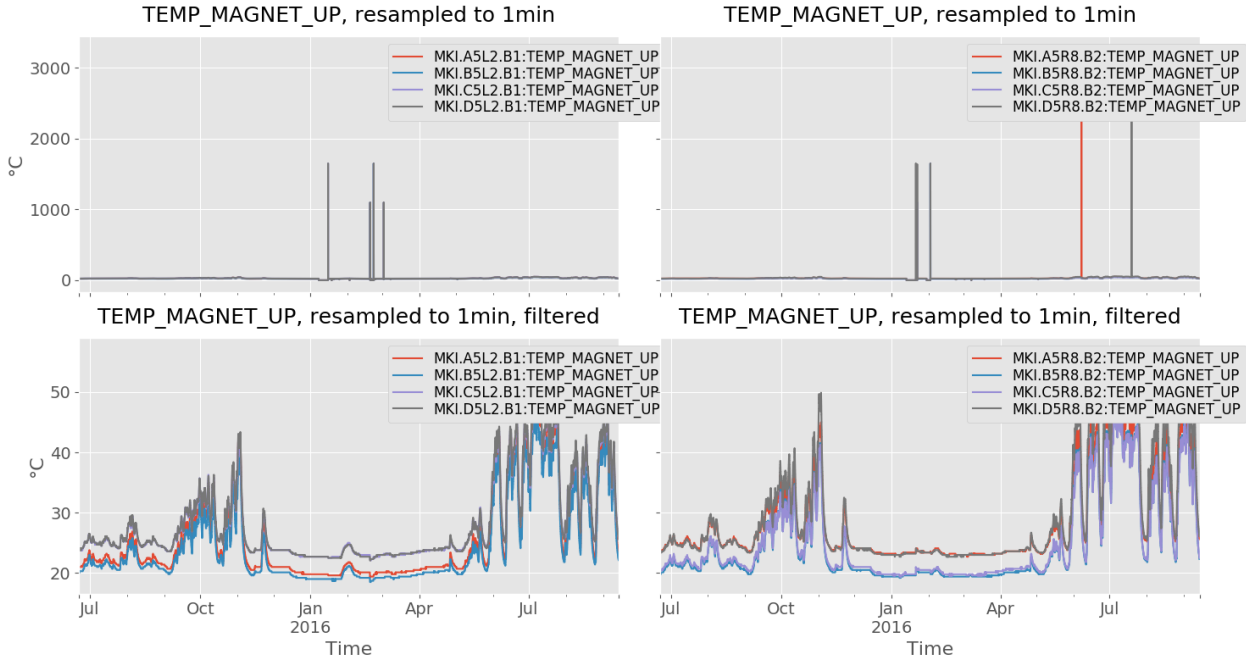 TEMP_MAGNET_UP, resampled to 1min
TEMP_MAGNET_UP, resampled to 1min
MKI.A5L2.B1:TEMP_MAGNET_UP
MKI.B5L2.B1:TEMP_MAGNET_UP
MKI.C5L2.B1:TEMP_MAGNET_UP
MKI.D5L2.B1:TEMP_MAGNET_UP
MKI.A5R8.B2:TEMP_MAGNET_UP
MKI.B5R8.B2:TEMP_MAGNET_UP
MKI.C5R8.B2:TEMP_MAGNET_UP
MKI.D5R8.B2:TEMP_MAGNET_UP
3000
2000
1000
0
°C
TEMP_MAGNET_UP, resampled to 1min, filtered
TEMP_MAGNET_UP, resampled to 1min, filtered
MKI.A5L2.B1:TEMP_MAGNET_UP
MKI.B5L2.B1:TEMP_MAGNET_UP
MKI.C5L2.B1:TEMP_MAGNET_UP
MKI.D5L2.B1:TEMP_MAGNET_UP
MKI.A5R8.B2:TEMP_MAGNET_UP
MKI.B5R8.B2:TEMP_MAGNET_UP
MKI.C5R8.B2:TEMP_MAGNET_UP
MKI.D5R8.B2:TEMP_MAGNET_UP
50
40
30
20
°C
Jul Oct Jan Apr Jul
2016
Time
Jul Oct Jan Apr Jul
2016
Time